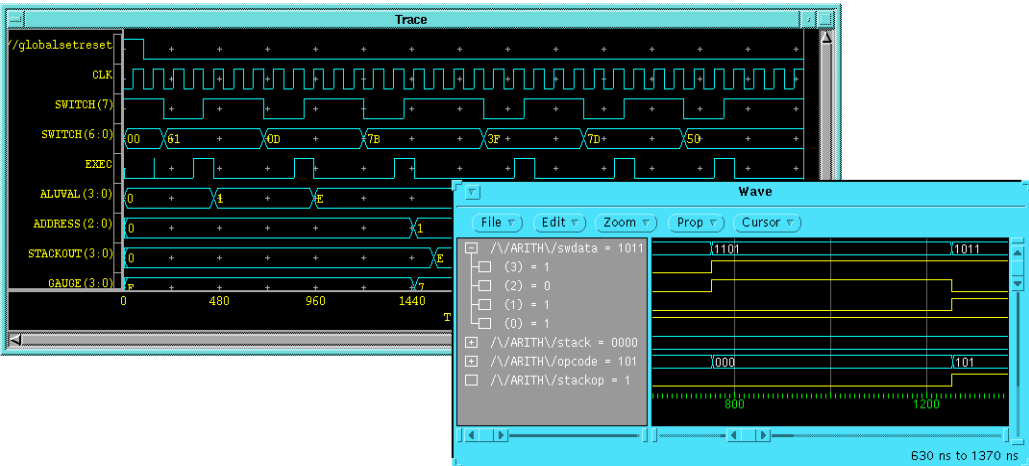 Trace
//globalsetreset
CLK
SWITCH(7)
SWITCH(6:0) 00 61 0D 7B 3F 7D 50
EXEC
ALUVAL(3:0) 0 1 E
ADDRESS(2:0) 0 1
STACKOUT(3:0) 0 E
GAUGE(3:0) F 7
0 480 960 1440
T
Wave
File Edit Zoom Prop Cursor
/\/ARITH\/swdata = 1011 1101 1011
(3) = 1
(2) = 0
(1) = 1
(0) = 1
/\/ARITH\/stack = 0000
/\/ARITH\/opcode = 101 000 101
/\/ARITH\/stackop = 1
800 1200
630 ns to 1370 ns